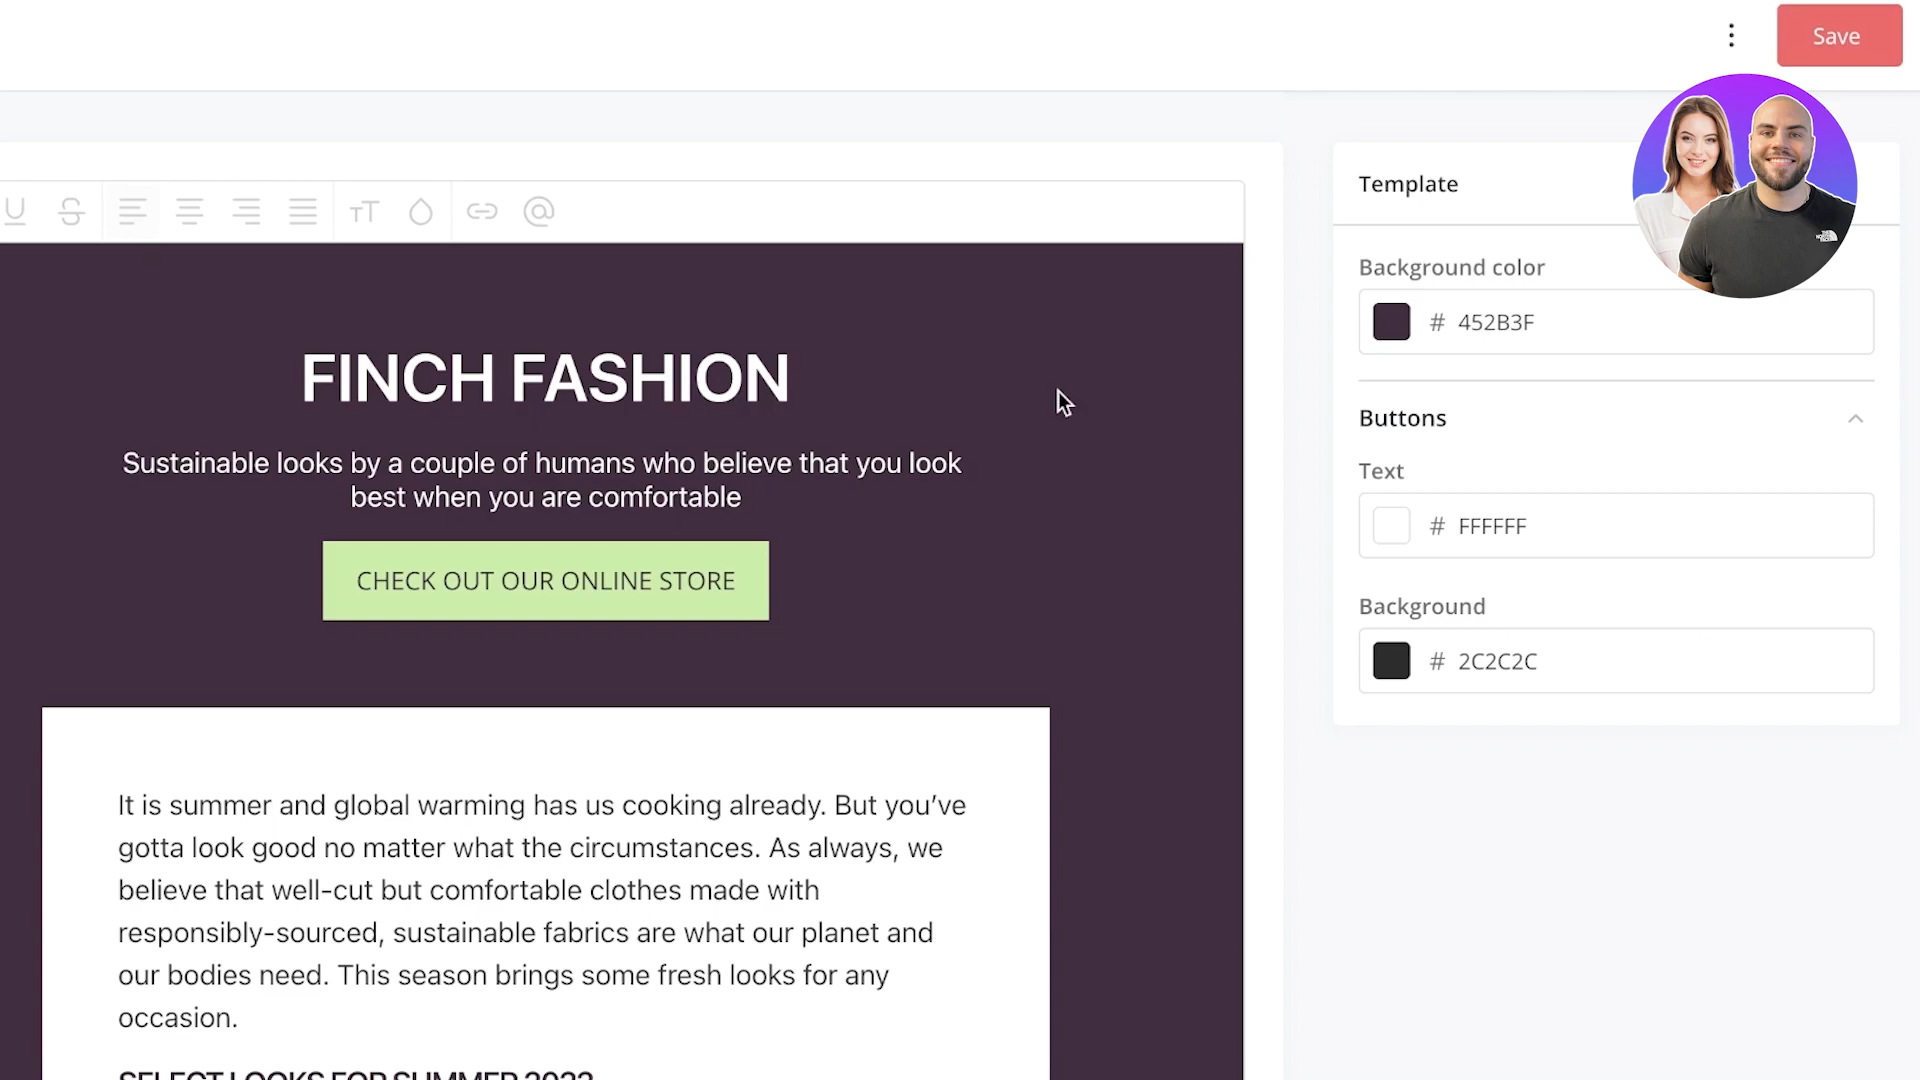 Save
Template
Background color
# 452B3F
Buttons
Text
# FFFFFF
Background
# 2C2C2C
FINCH FASHION
Sustainable looks by a couple of humans who believe that you look
best when you are comfortable
CHECK OUT OUR ONLINE STORE
It is summer and global warming has us cooking already. But you’ve
gotta look good no matter what the circumstances. As always, we
believe that well-cut but comfortable clothes made with
responsibly-sourced, sustainable fabrics are what our planet and
our bodies need. This season brings some fresh looks for any
occasion.
SELECT LOOKS FOR SUMMER